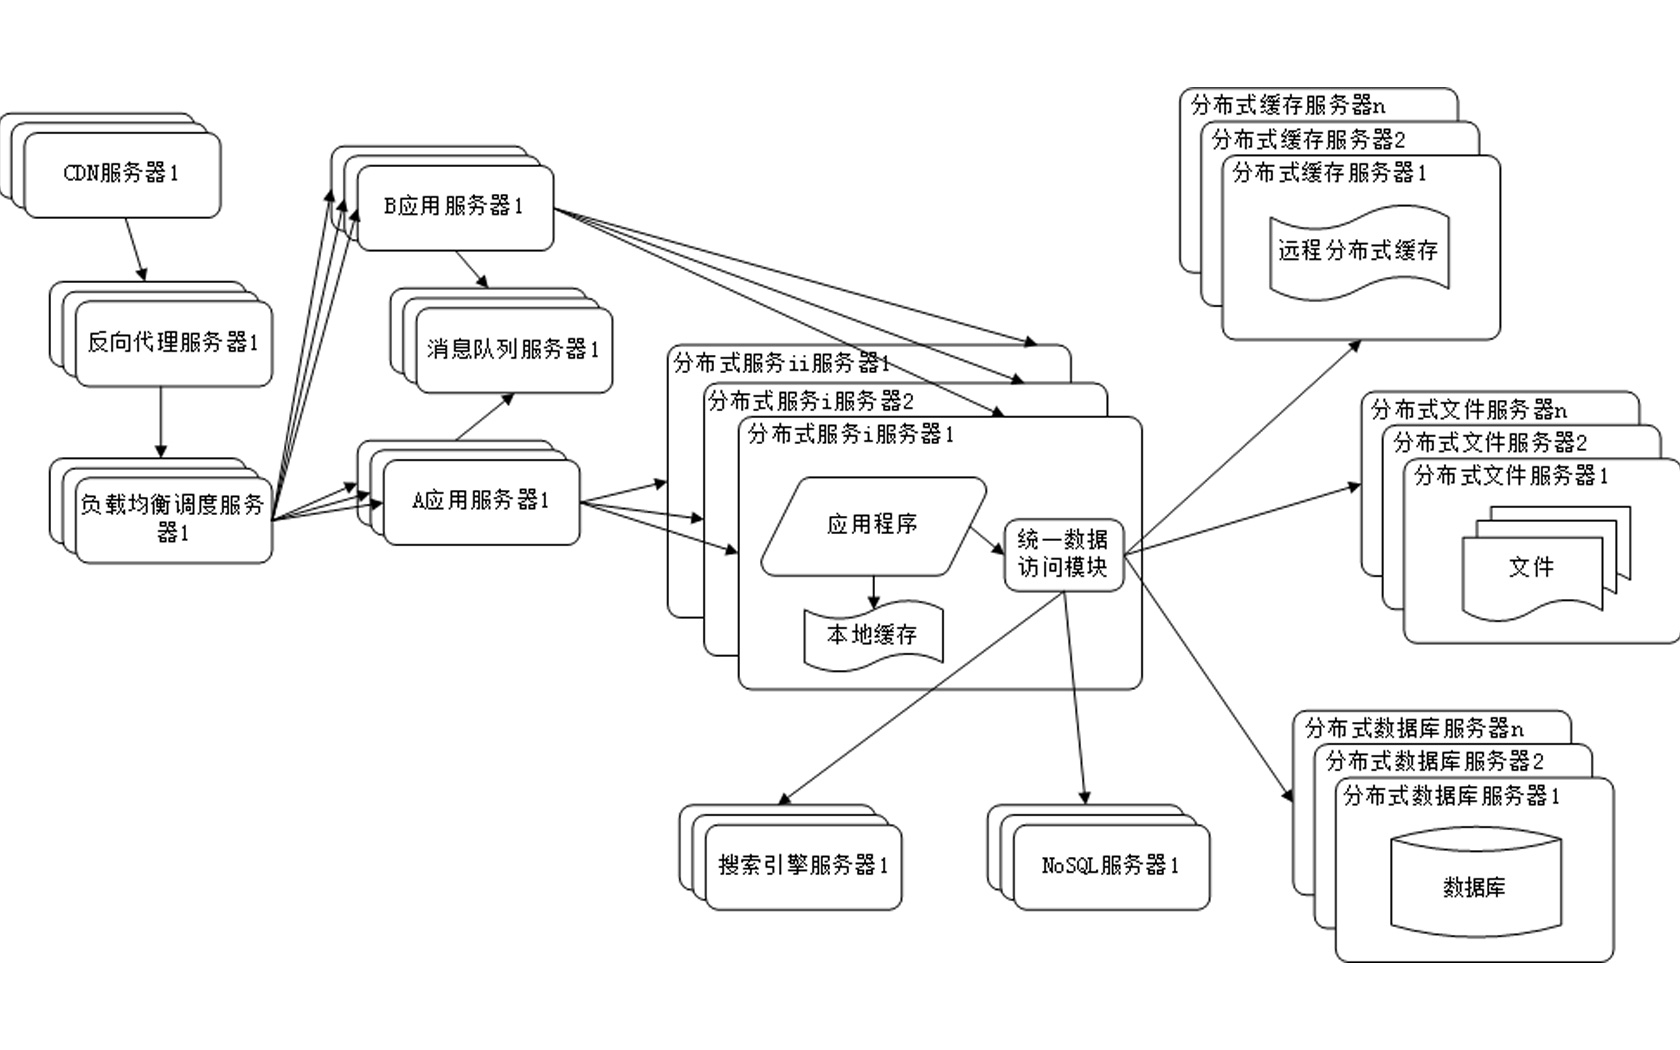 CDN服务器1
反向代理服务器1
负载均衡调度服务
器1
B应用服务器1
消息队列服务器1
A应用服务器1
分布式服务ii服务器1
分布式服务i服务器2
分布式服务i服务器1
应用程序
统一数据
访问模块
本地缓存
分布式缓存服务器n
分布式缓存服务器2
分布式缓存服务器1
远程分布式缓存
分布式文件服务器n
分布式文件服务器2
分布式文件服务器1
文件
分布式数据库服务器n
分布式数据库服务器2
分布式数据库服务器1
数据库
搜索引擎服务器1
NoSQL服务器1